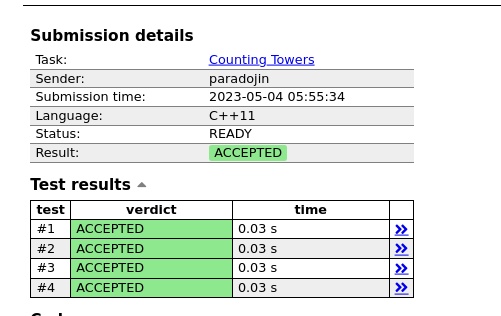 Submission details
Task: Counting Towers
Sender: paradojin
Submission time: 2023-05-04 05:55:34
Language: C++11
Status: READY
Result: ACCEPTED
Test results
test verdict time
#1 ACCEPTED 0.03 s »
#2 ACCEPTED 0.03 s »
#3 ACCEPTED 0.03 s »
#4 ACCEPTED 0.03 s »